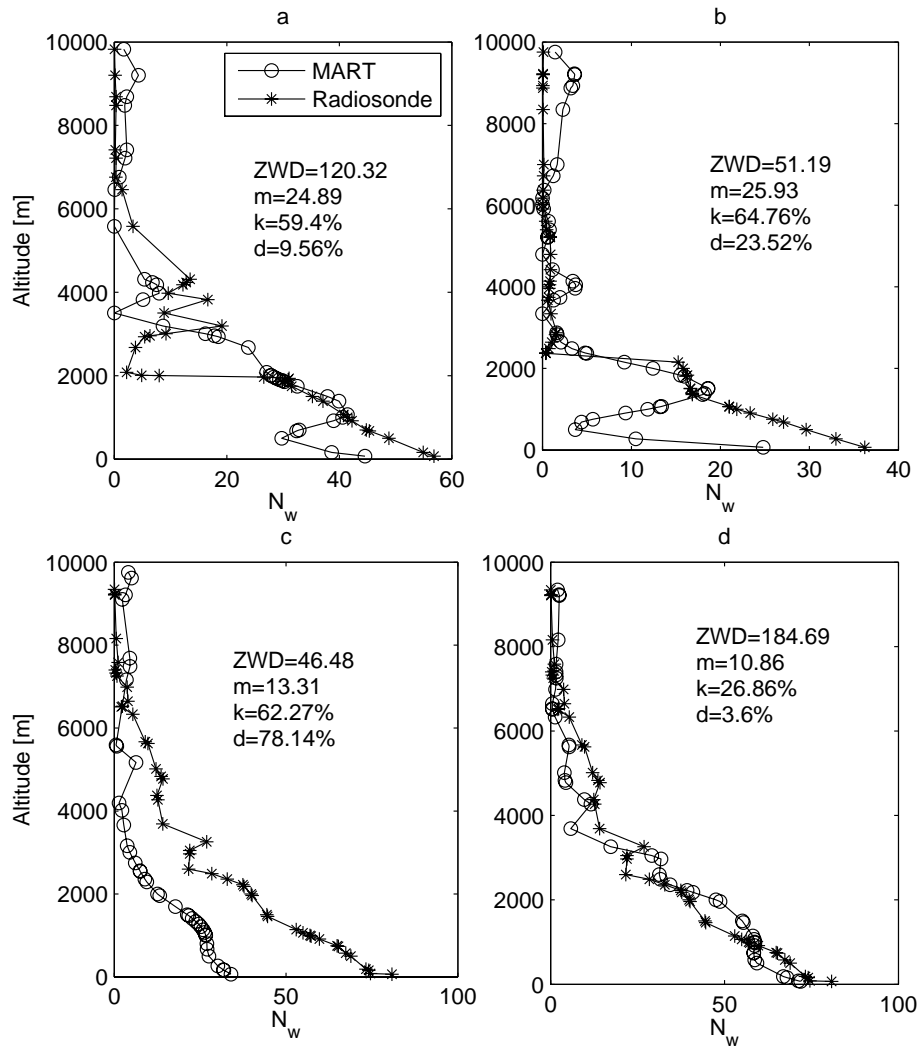 a
10000
8000
6000
4000
2000
0
Altitude [m]
0 20 40 60
N_w
MART
Radiosonde
ZWD=120.32
m=24.89
k=59.4%
d=9.56%
b
10000
8000
6000
4000
2000
0
0 10 20 30 40
N_w
ZWD=51.19
m=25.93
k=64.76%
d=23.52%
c
10000
8000
6000
4000
2000
0
Altitude [m]
0 50 100
N_w
ZWD=46.48
m=13.31
k=62.27%
d=78.14%
d
10000
8000
6000
4000
2000
0
0 50 100
N_w
ZWD=184.69
m=10.86
k=26.86%
d=3.6%